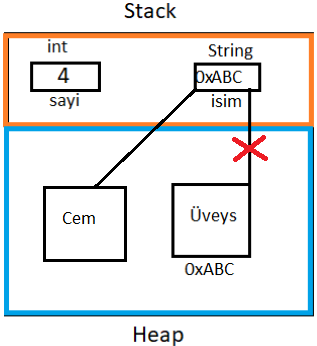 Stack
int
String
4
0xABC
sayi
isim
Cem
Üveys
0xABC
Heap